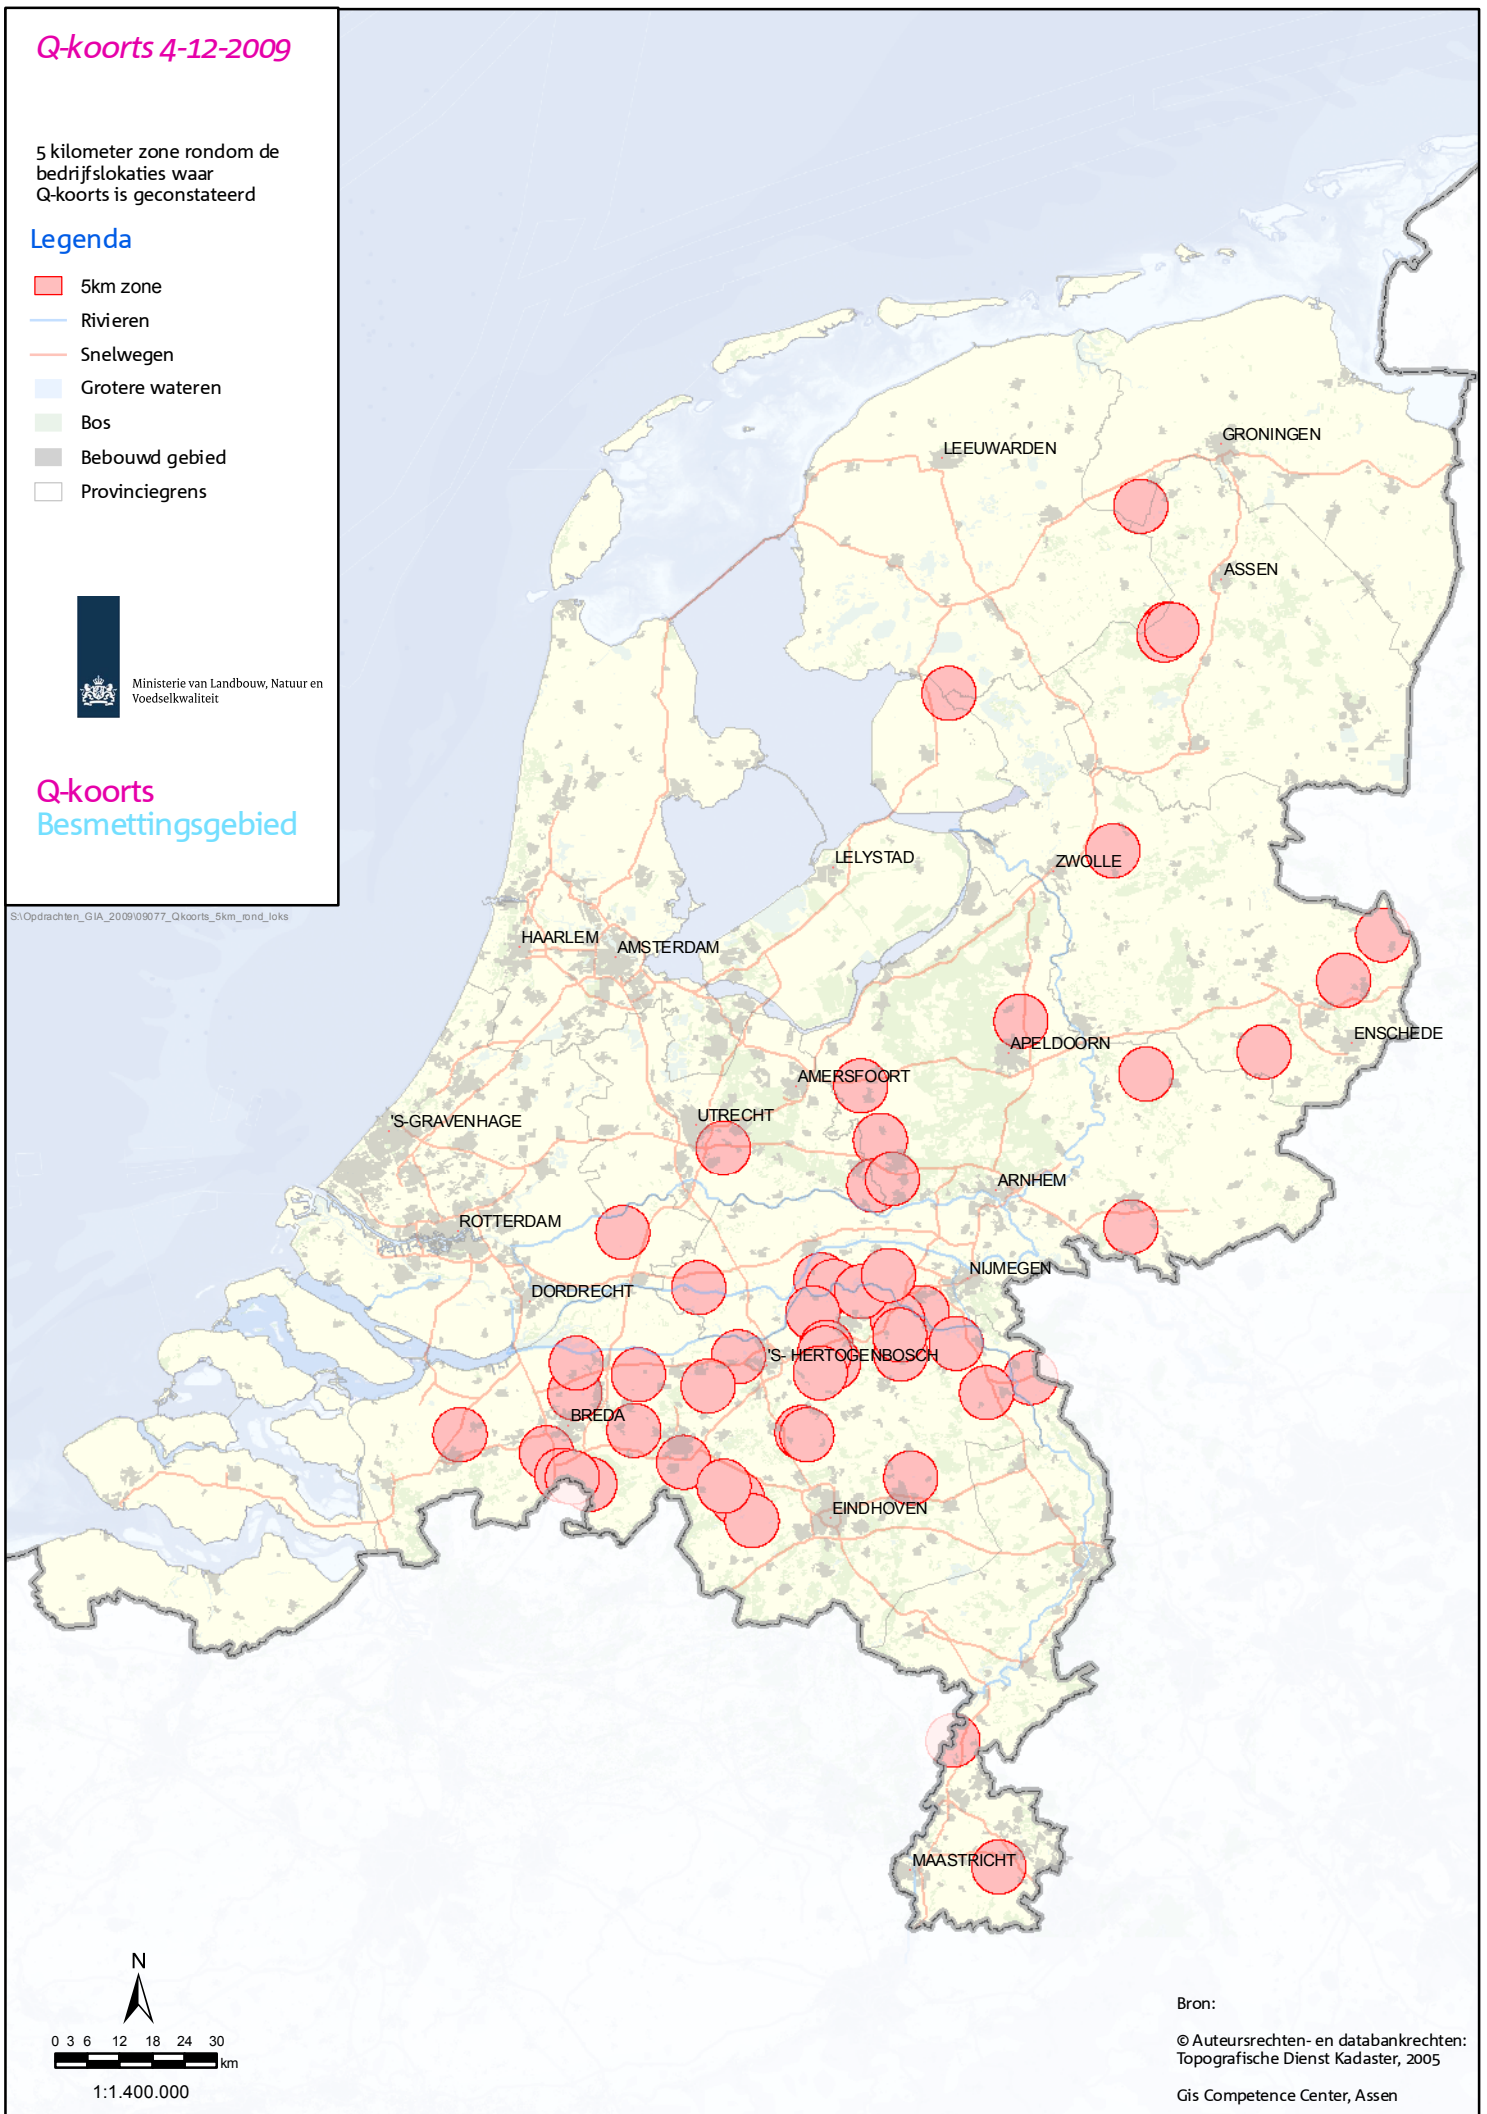 Q-koorts 4-12-2009
5 kilometer zone rondom de
bedrijfslokaties waar
Q-koorts is geconstateerd
Legenda
5km zone
Rivieren
Snelwegen
Grotere wateren
Bos
Bebouwd gebied
Provinciegrens
Ministerie van Landbouw, Natuur en
Voedselkwaliteit
Q-koorts
Besmettingsgebied
S:\Opdrachten_GIA_2009\09077_Qkoorts_5km_rond_loks
GRONINGEN
LEEUWARDEN
ASSEN
LELYSTAD
ZWOLLE
HAARLEM
AMSTERDAM
ENSCHEDE
APELDOORN
AMERSFOORT
UTRECHT
'S-GRAVENHAGE
ARNHEM
ROTTERDAM
NIJMEGEN
DORDRECHT
'S- HERTOGENBOSCH
BREDA
EINDHOVEN
MAASTRICHT
N
0 3 6 12 18 24 30
km
1:1.400.000
Bron:
© Auteursrechten- en databankrechten:
Topografische Dienst Kadaster, 2005
Gis Competence Center, Assen